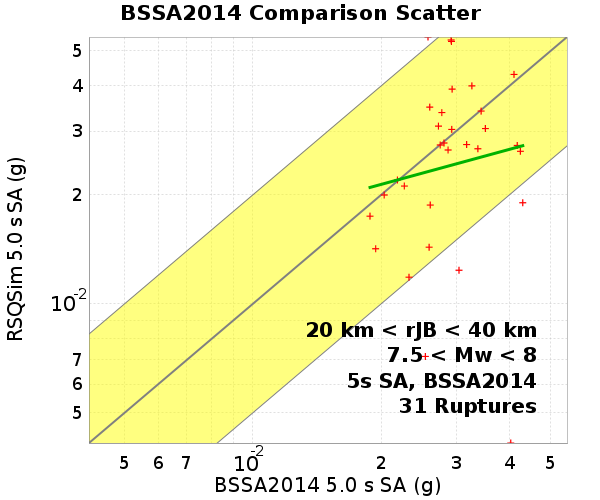 BSSA2014 Comparison Scatter
RSQSim 5.0 s SA (g)
5
4
3
2
10-2
7
6
5
20 km < rJB < 40 km
7.5 < Mw < 8
5s SA, BSSA2014
31 Ruptures
5 6 7 10-2 2 3 4 5
BSSA2014 5.0 s SA (g)